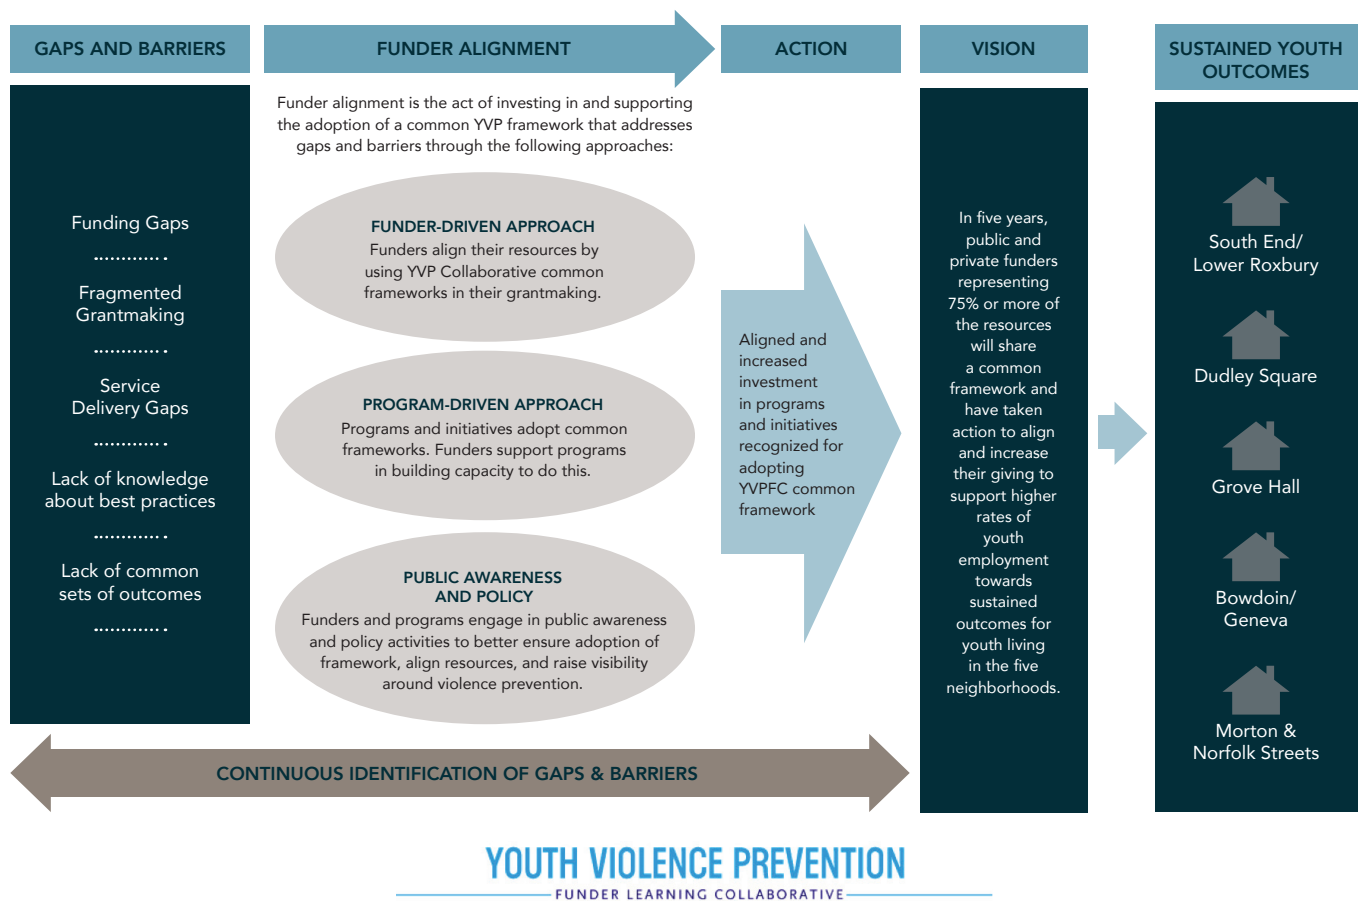 GAPS AND BARRIERS
Funding Gaps
Fragmented
Grantmaking
Service
Delivery Gaps
Lack of knowledge
about best practices
Lack of common
sets of outcomes
FUNDER ALIGNMENT
Funder alignment is the act of investing in and supporting
the adoption of a common YVP framework that addresses
gaps and barriers through the following approaches:
FUNDER-DRIVEN APPROACH
Funders align their resources by
using YVP Collaborative common
frameworks in their grantmaking.
PROGRAM-DRIVEN APPROACH
Programs and initiatives adopt common
frameworks. Funders support programs
in building capacity to do this.
PUBLIC AWARENESS
AND POLICY
Funders and programs engage in public awareness
and policy activities to better ensure adoption of
framework, align resources, and raise visibility
around violence prevention.
ACTION
Aligned and
increased
investment
in programs
and initiatives
recognized for
adopting
YVPFC common
framework
VISION
In five years,
public and
private funders
representing
75% or more of
the resources
will share
a common
framework and
have taken
action to align
and increase
their giving to
support higher
rates of
youth
employment
towards
sustained
outcomes for
youth living
in the five
neighborhoods.
SUSTAINED YOUTH
OUTCOMES
South End/
Lower Roxbury
Dudley Square
Grove Hall
Bowdoin/
Geneva
Morton &
Norfolk Streets
CONTINUOUS IDENTIFICATION OF GAPS & BARRIERS
YOUTH VIOLENCE PREVENTION
FUNDER LEARNING COLLABORATIVE